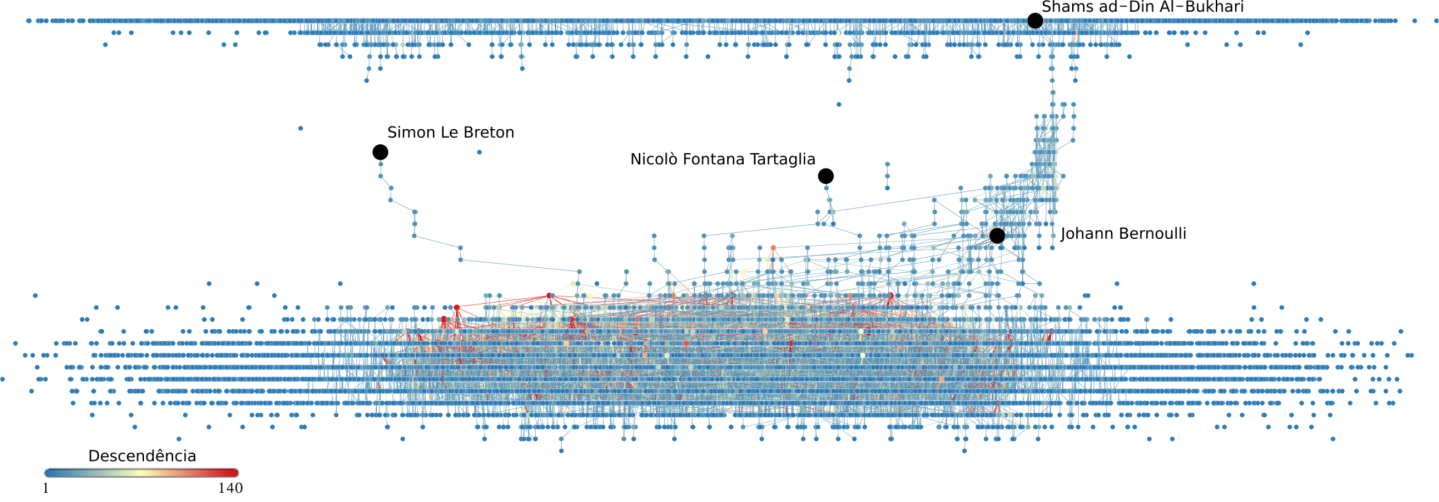 Shams ad−Din Al−Bukhari
Simon Le Breton
Nicolò Fontana Tartaglia
Johann Bernoulli
Descendência
1 140